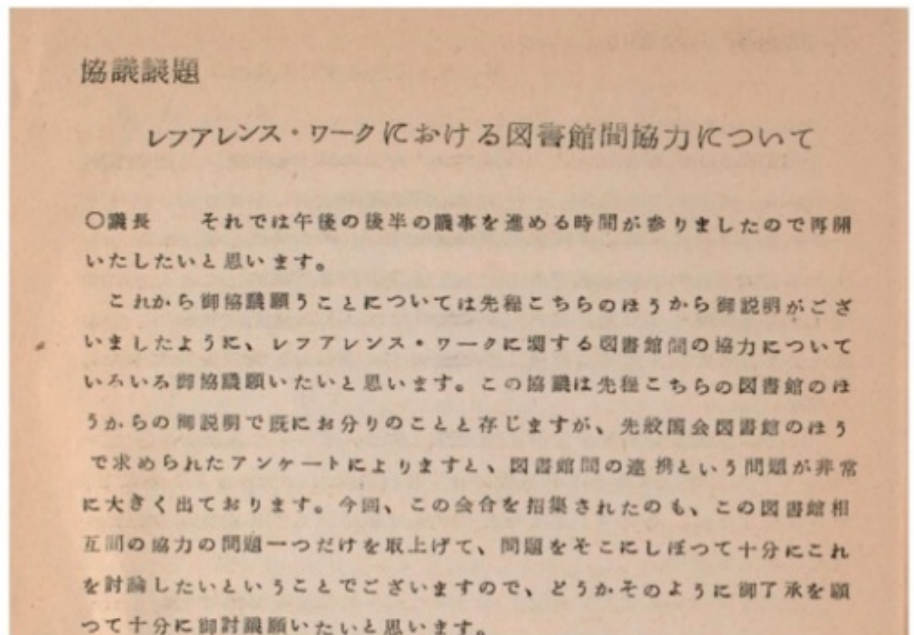 協議議題
レフアレンス・ワークにおける図書館間協力について
〇議長　それでは午後の後半の議事を進める時間が参りましたので再開
いたしたいと思います。
これから御協議願うことについては先程こちらのほうから御説明がござ
いましたように、レフアレンス・ワークに関する図書館間の協力について
いろいろ御協議願いたいと思います。この協議は先程こちらの図書館のほ
うからの御説明で既にお分りのことと存じますが、先般国会図書館のほう
で求められたアンケートによりますと、図書館間の連携という問題が非常
に大きく出ております。今回、この会合を招集されたのも、この図書館相
互間の協力の問題一つだけを取上げて、問題をそこにしぼつて十分にこれ
を討論したいということでございますので、どうかそのように御了承を願
つて十分に御討議願いたいと思います。